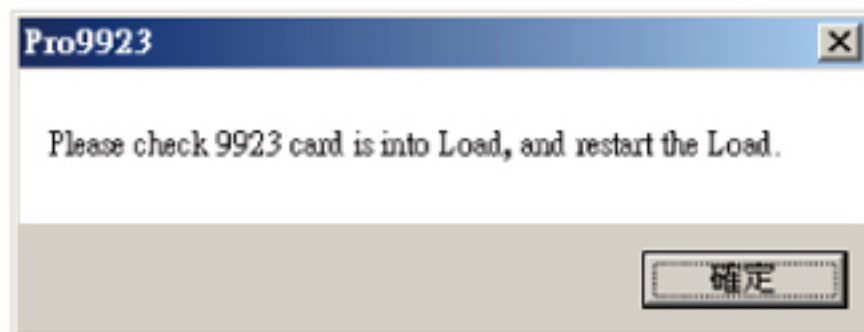 Pro9923
Please check 9923 card is into Load, and restart the Load.
確定